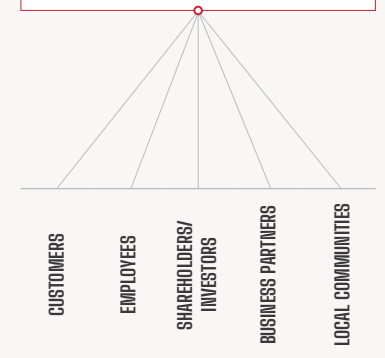 CUSTOMERS
EMPLOYEES
SHAREHOLDERS/
INVESTORS
BUSINESS PARTNERS
LOCAL COMMUNITIES